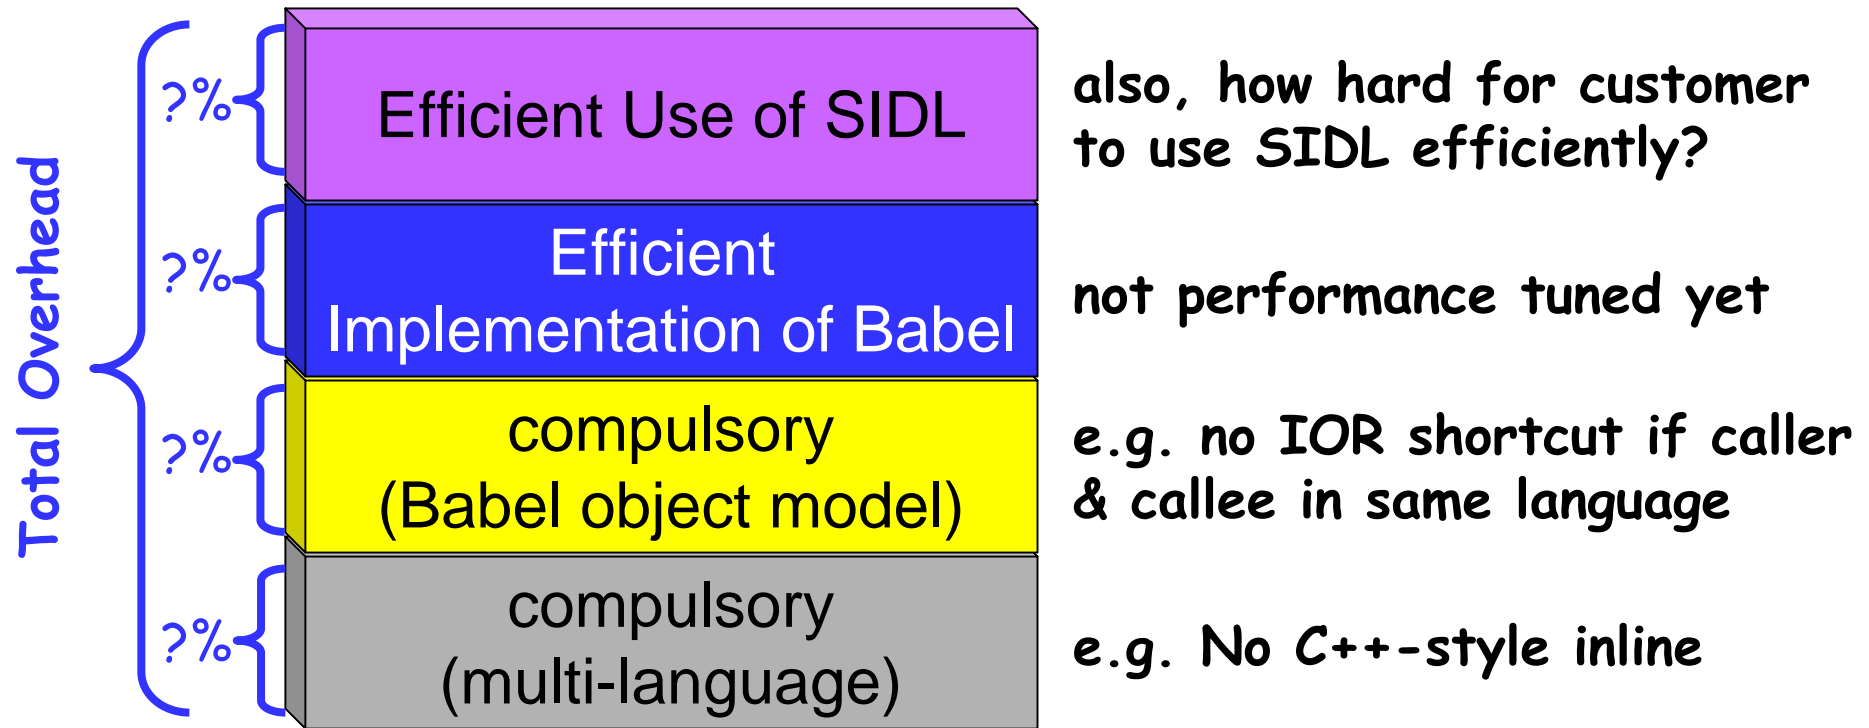 Total Overhead
?%
Efficient Use of SIDL
also, how hard for customer
to use SIDL efficiently?
?%
Efficient
Implementation of Babel
not performance tuned yet
?%
compulsory
(Babel object model)
e.g. no IOR shortcut if caller
& callee in same language
?%
compulsory
(multi-language)
e.g. No C++-style inline